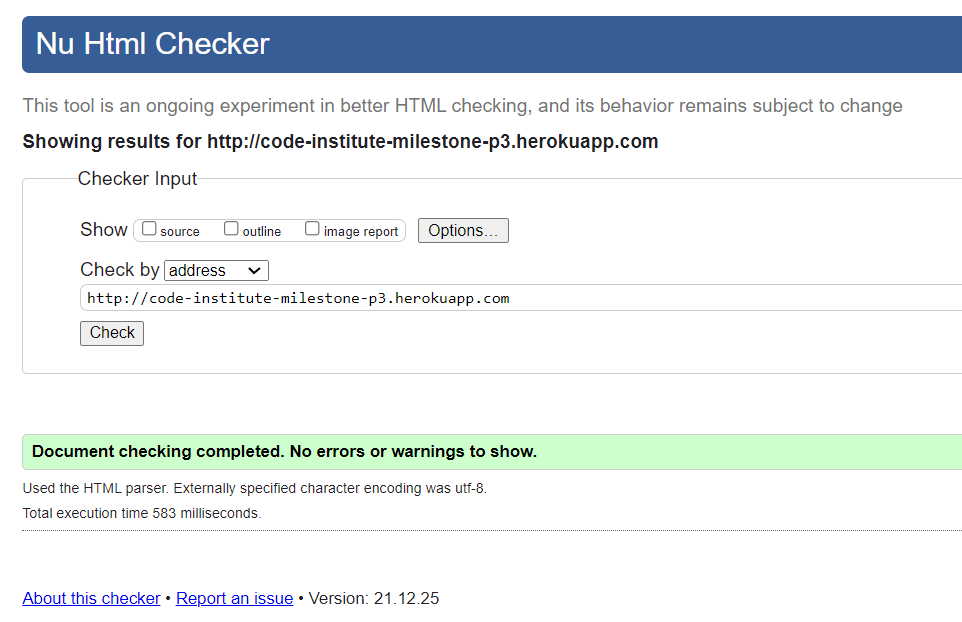 Nu Html Checker
This tool is an ongoing experiment in better HTML checking, and its behavior remains subject to change
Showing results for http://code-institute-milestone-p3.herokuapp.com
Checker Input
Show source outline image report Options...
Check by address
http://code-institute-milestone-p3.herokuapp.com
Check
Document checking completed. No errors or warnings to show.
Used the HTML parser. Externally specified character encoding was utf-8.
Total execution time 583 milliseconds.
About this checker • Report an issue • Version: 21.12.25